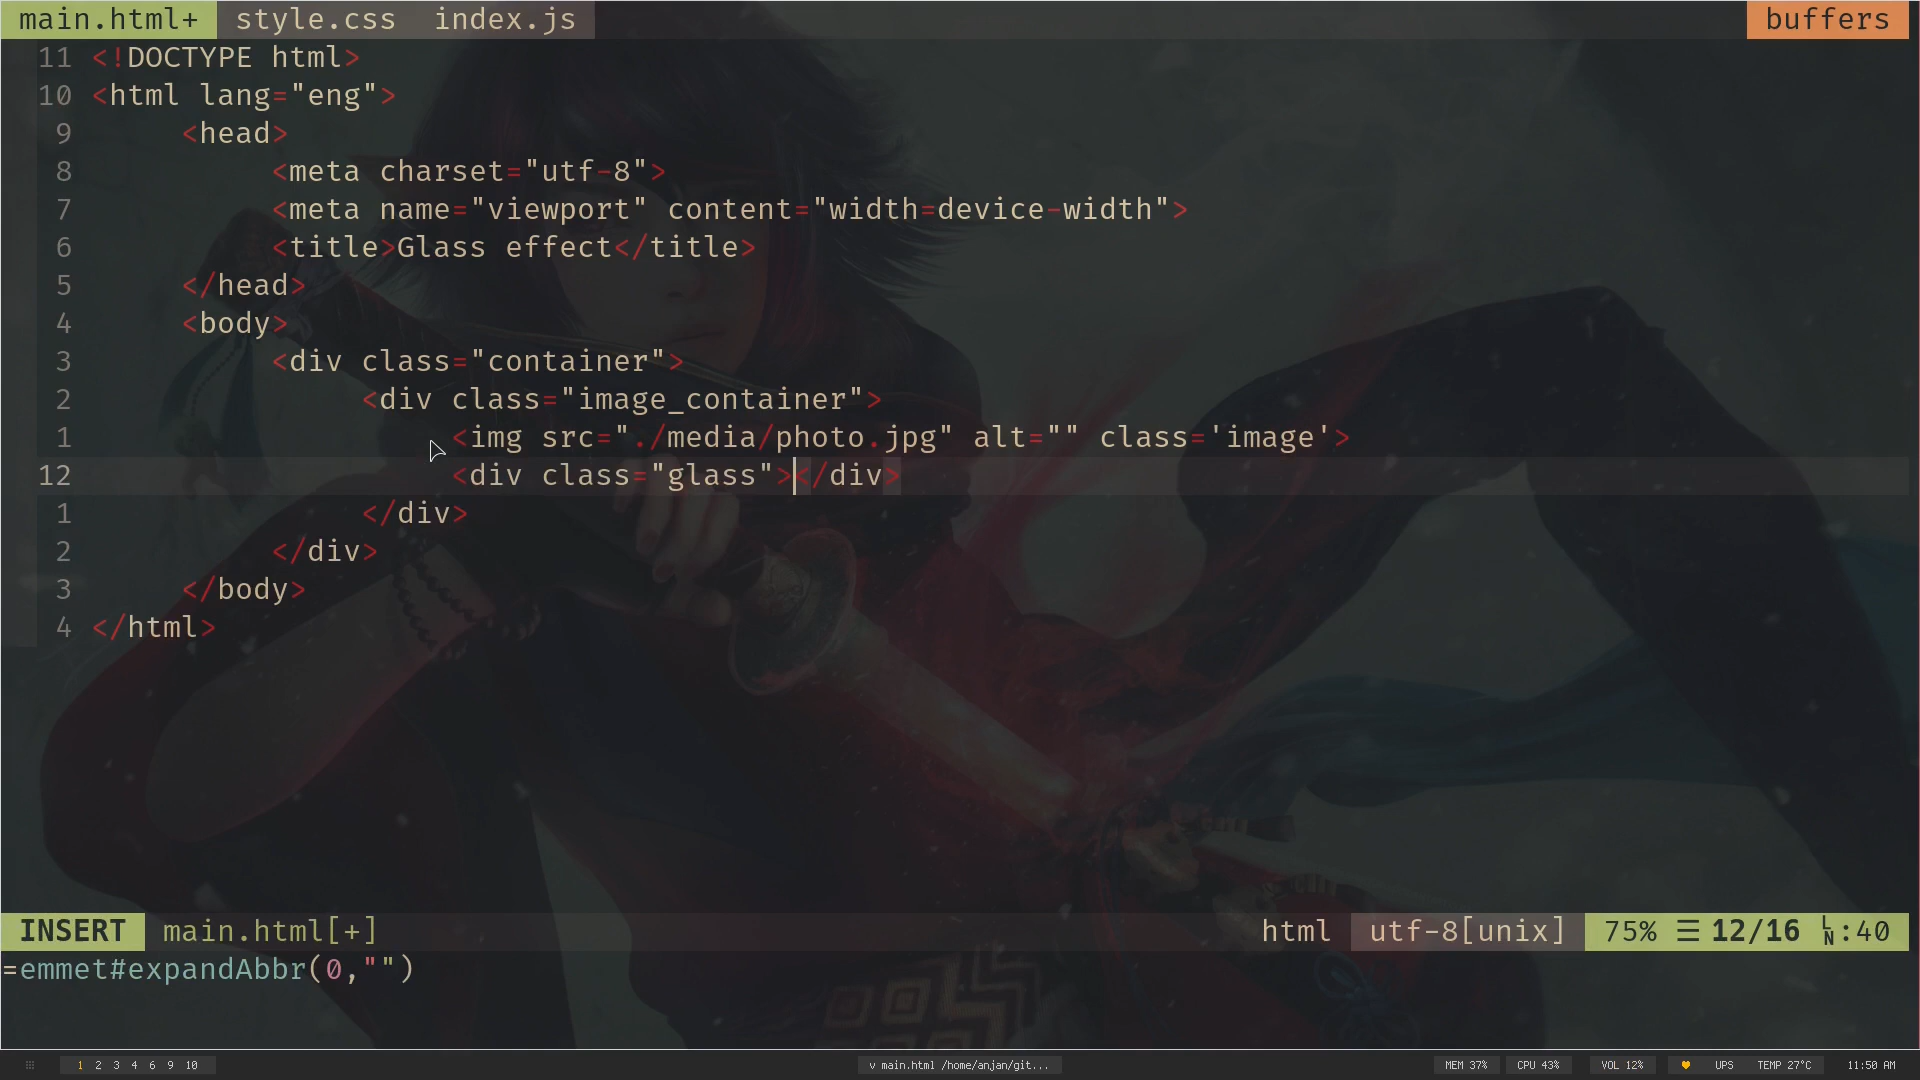 main.html+ style.css index.js buffers
11 <!DOCTYPE html>
10 <html lang="eng">
9 <head>
8 <meta charset="utf-8">
7 <meta name="viewport" content="width=device-width">
6 <title>Glass effect</title>
5 </head>
4 <body>
3 <div class="container">
2 <div class="image_container">
1 <img src="./media/photo.jpg" alt="" class='image'>
12 <div class="glass"></div>
1 </div>
2 </div>
3 </body>
4 </html>
INSERT main.html[+] html utf-8[unix] 75% ☰ 12/16 LN:40
=emmet#expandAbbr(0,"")
1 2 3 4 6 9 10 v main.html /home/anjan/git... MEM 37% CPU 43% VOL 12% UPS TEMP 27°C 11:50 AM